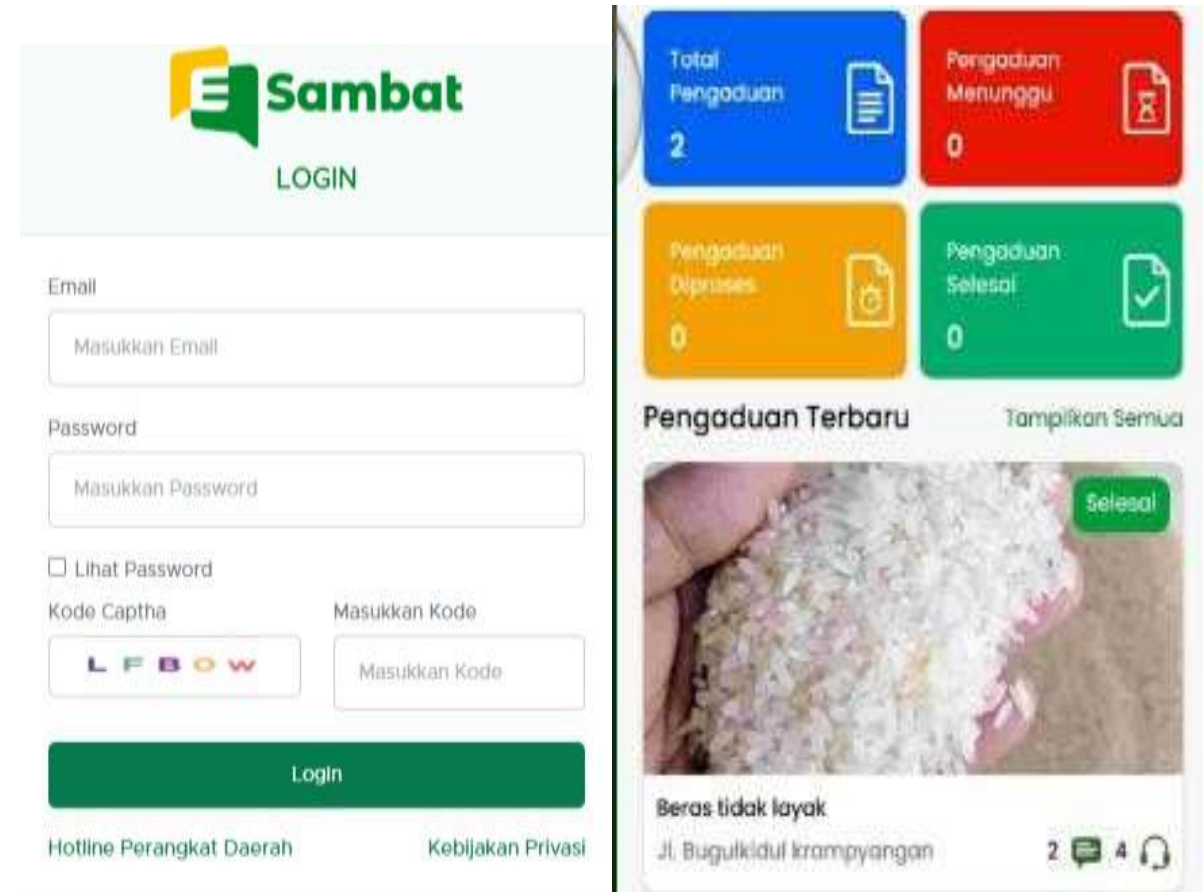 E Sambat
LOGIN
Email
Masukkan Email
Password
Masukkan Password
Lihat Password
Kode Captha
Masukkan Kode
L F B O W
Masukkan Kode
Login
Hotline Perangkat Daerah
Kebijakan Privasi
Total
Pengaduan
2
Pengaduan
Menunggu
0
Pengaduan
Diproses
0
Pengaduan
Selesai
0
Pengaduan Terbaru
Tampilkan Semua
Selesai
Beras tidak layak
Jl. Bugulkidul krampyangan
2 4